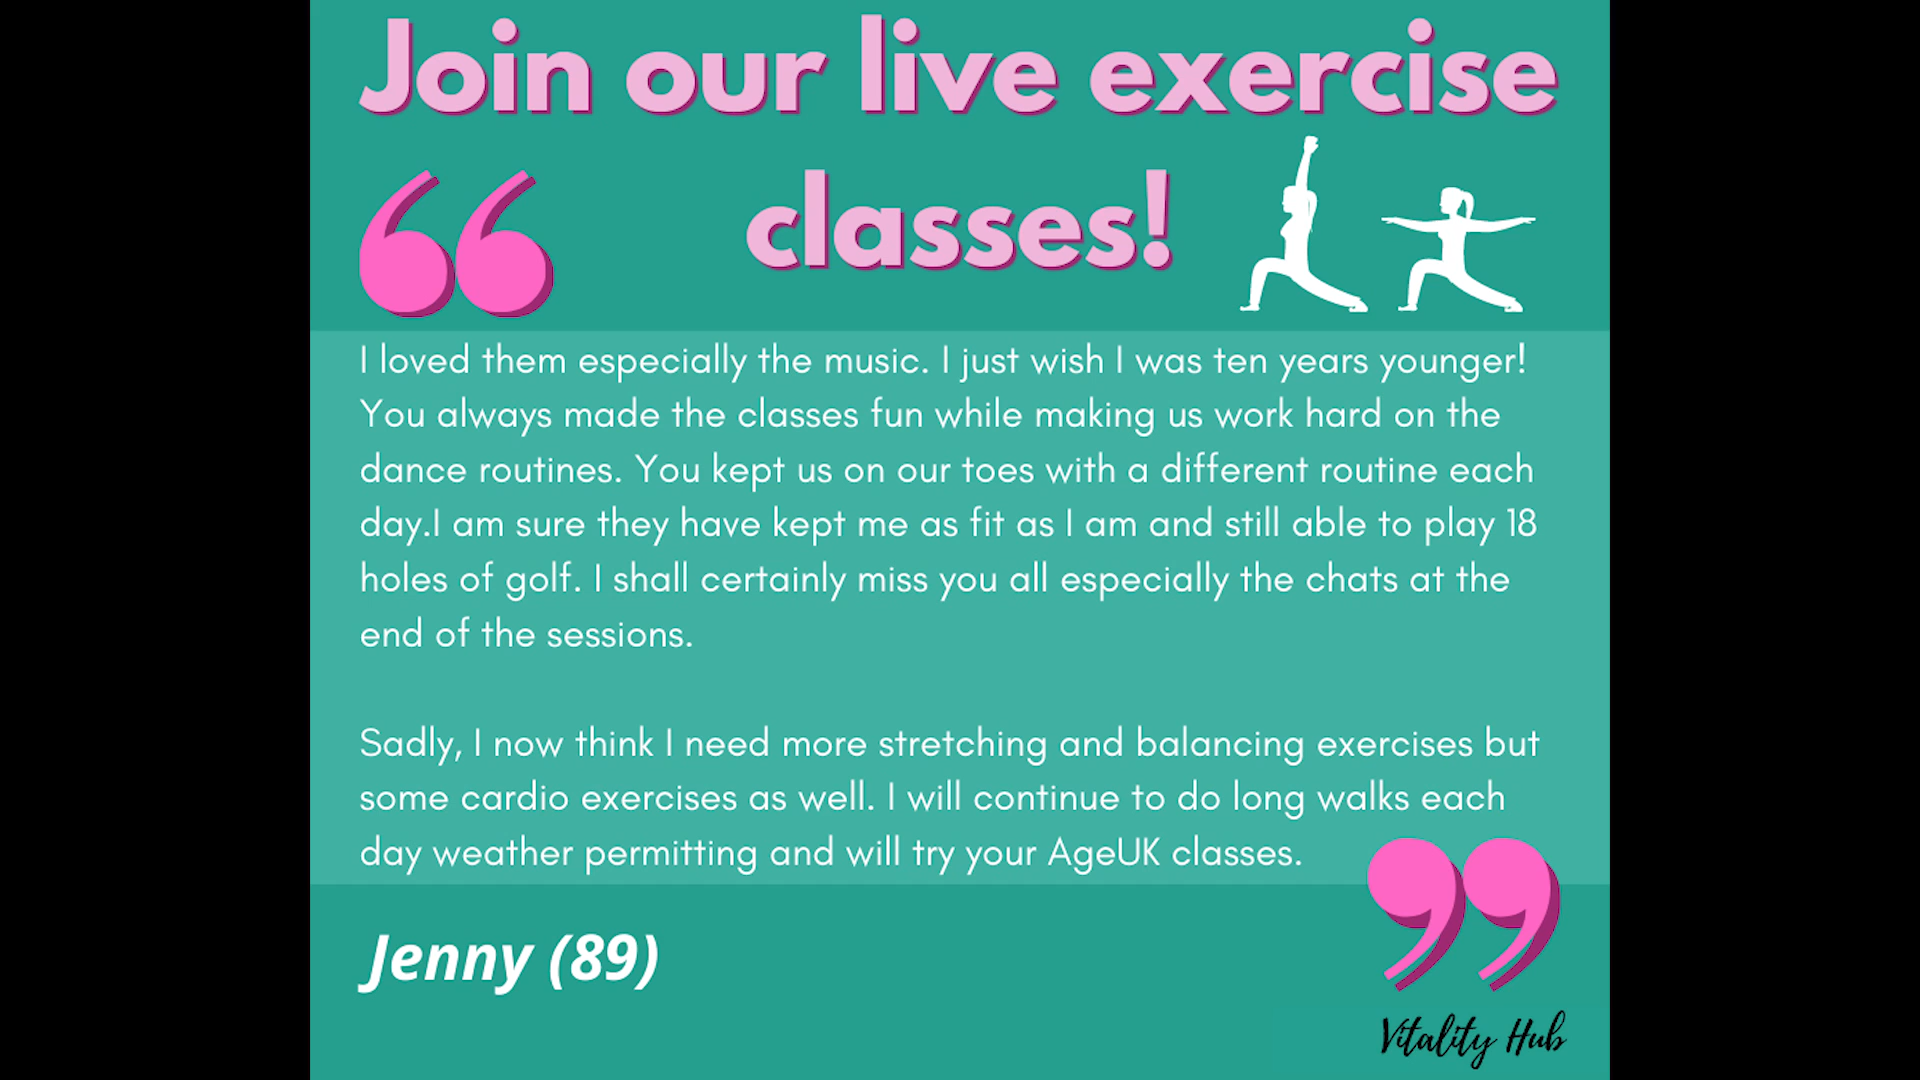 Join our live exercise
classes!
I loved them especially the music. I just wish I was ten years younger!
You always made the classes fun while making us work hard on the
dance routines. You kept us on our toes with a different routine each
day.I am sure they have kept me as fit as I am and still able to play 18
holes of golf. I shall certainly miss you all especially the chats at the
end of the sessions.
Sadly, I now think I need more stretching and balancing exercises but
some cardio exercises as well. I will continue to do long walks each
day weather permitting and will try your AgeUK classes.
Jenny (89)
Vitality Hub